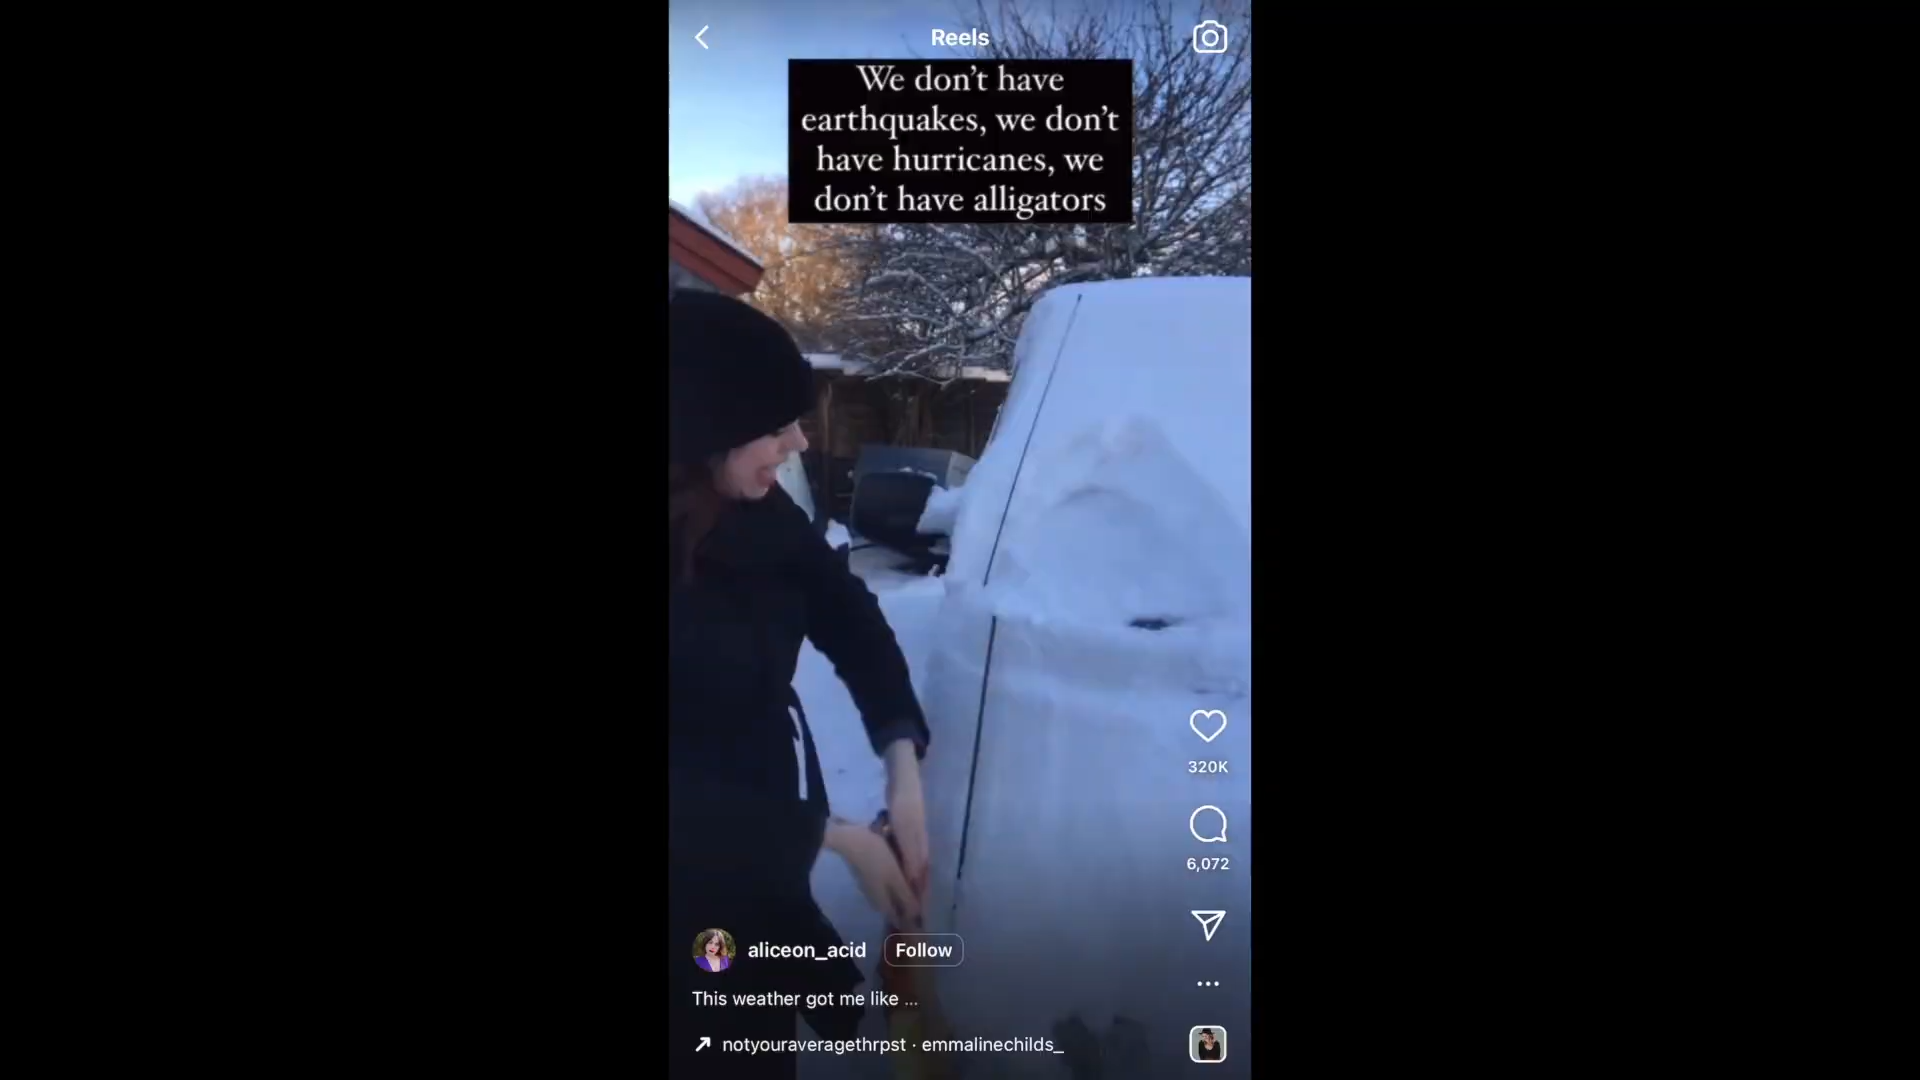 Reels
We don’t have
earthquakes, we don’t
have hurricanes, we
don’t have alligators
320K
6,072
aliceon_acid Follow
This weather got me like ...
notyouraveragethrpst · emmalinechilds_